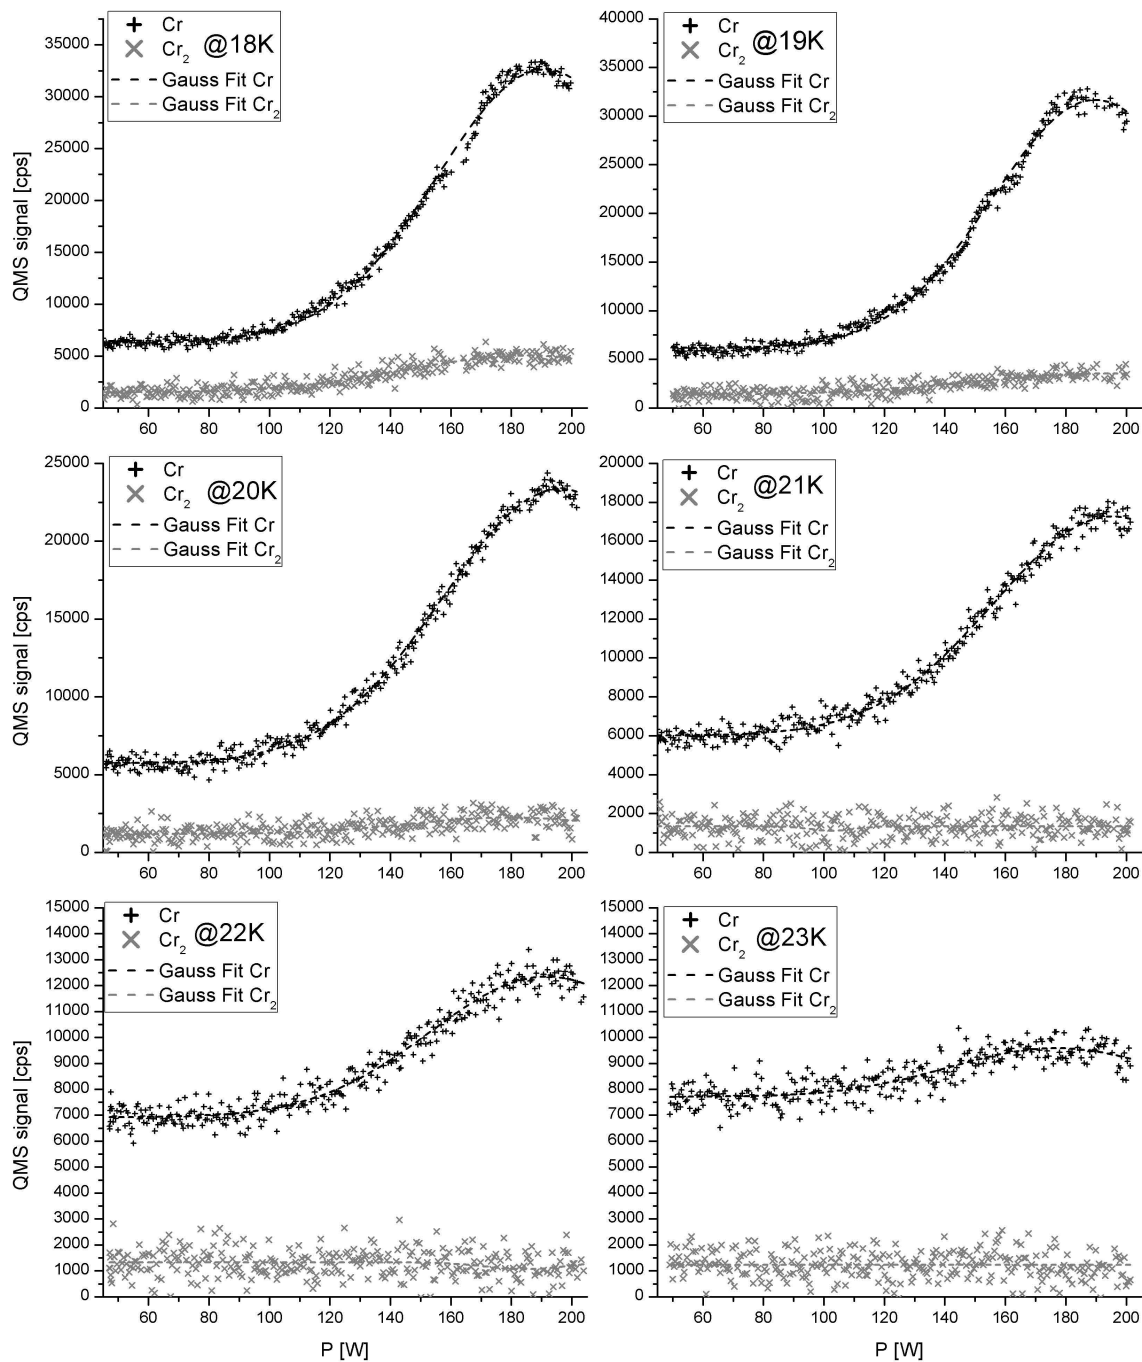 Cr
Cr2 @18K
Gauss Fit Cr
Gauss Fit Cr2
QMS signal [cps]
35000
30000
25000
20000
15000
10000
5000
0
60 80 100 120 140 160 180 200
Cr
Cr2 @19K
Gauss Fit Cr
Gauss Fit Cr2
40000
35000
30000
25000
20000
15000
10000
5000
0
60 80 100 120 140 160 180 200
Cr
Cr2 @20K
Gauss Fit Cr
Gauss Fit Cr2
QMS signal [cps]
25000
20000
15000
10000
5000
0
60 80 100 120 140 160 180 200
Cr
Cr2 @21K
Gauss Fit Cr
Gauss Fit Cr2
20000
18000
16000
14000
12000
10000
8000
6000
4000
2000
0
60 80 100 120 140 160 180 200
Cr
Cr2 @22K
Gauss Fit Cr
Gauss Fit Cr2
QMS signal [cps]
15000
14000
13000
12000
11000
10000
9000
8000
7000
6000
5000
4000
3000
2000
1000
0
60 80 100 120 140 160 180 200
P [W]
Cr
Cr2 @23K
Gauss Fit Cr
Gauss Fit Cr2
15000
14000
13000
12000
11000
10000
9000
8000
7000
6000
5000
4000
3000
2000
1000
0
60 80 100 120 140 160 180 200
P [W]